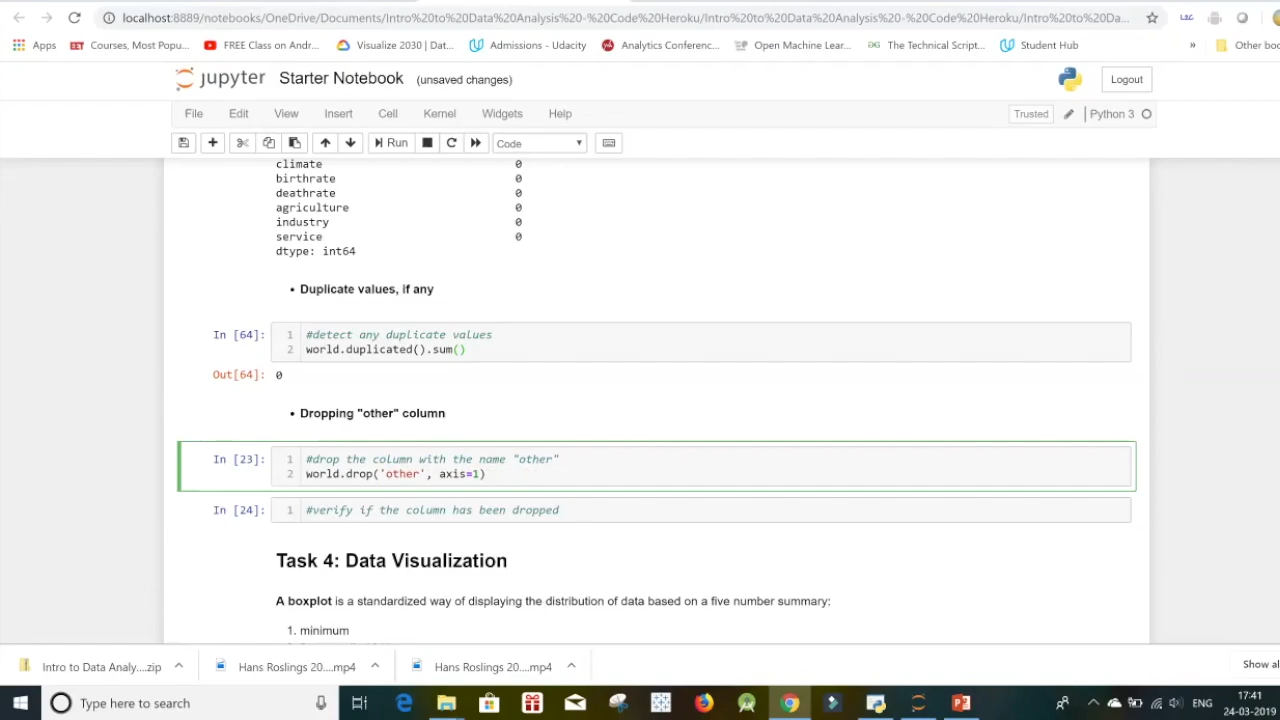 localhost:8889/notebooks/OneDrive/Documents/Intro%20to%20Data%20Analysis%20-%20Code%20Heroku/Intro%20to%20Data%20Analysis%20-%20Code%20Heroku/Intro%20to%20Da...
Apps Courses, Most Popu... FREE Class on Andr... Visualize 2030 | Dat... Admissions - Udacity Analytics Conferenc... Open Machine Lear... The Technical Script... Student Hub » Other boo
jupyter Starter Notebook (unsaved changes) Logout
File Edit View Insert Cell Kernel Widgets Help Trusted Python 3
Run Code
climate 0
birthrate 0
deathrate 0
agriculture 0
industry 0
service 0
dtype: int64
• Duplicate values, if any
In [64]: 1 #detect any duplicate values
2 world.duplicated().sum()
Out[64]: 0
• Dropping "other" column
In [23]: 1 #drop the column with the name "other"
2 world.drop('other', axis=1)
In [24]: 1 #verify if the column has been dropped
Task 4: Data Visualization
A boxplot is a standardized way of displaying the distribution of data based on a five number summary:
1. minimum
Intro to Data Analy....zip Hans Roslings 20....mp4 Hans Roslings 20....mp4 Show al
Type here to search ENG 17:41
24-03-2019